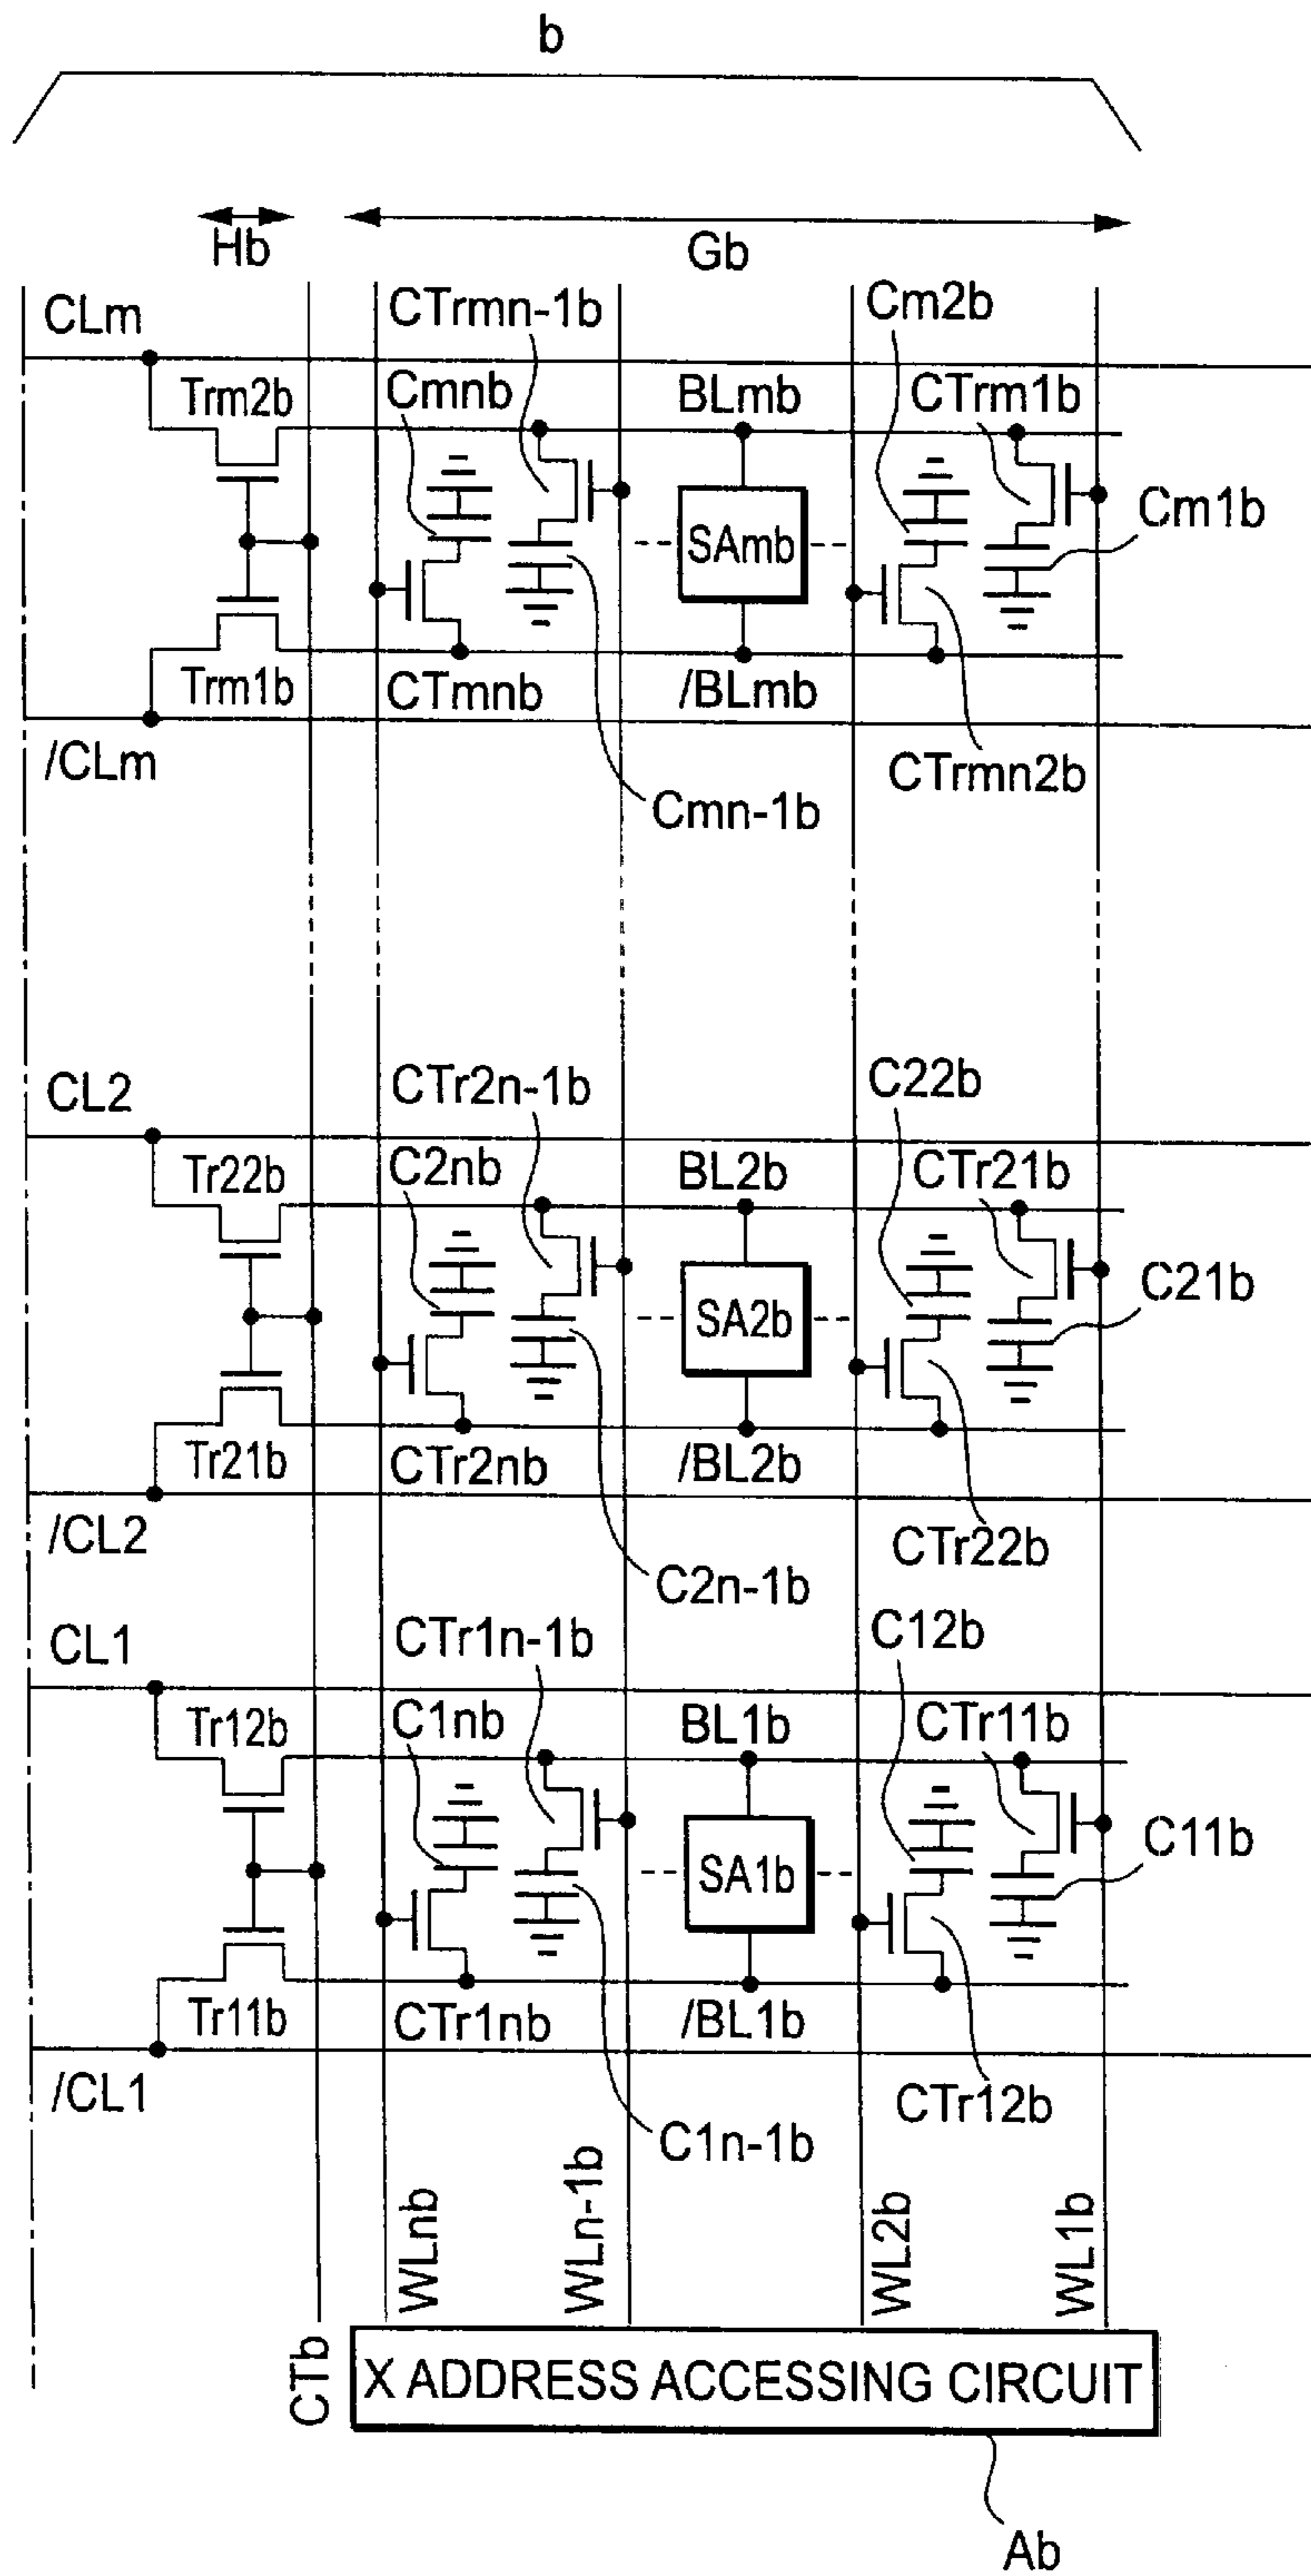 b
Hb
Gb
CLm
CTrmn-1b
Cm2b
Trm2b
Cmnb
BLmb
CTrm1b
SAmb
Cm1b
Trm1b
CTmnb
/BLmb
/CLm
CTrmn2b
Cmn-1b
CL2
CTr2n-1b
C22b
Tr22b
C2nb
BL2b
CTr21b
SA2b
C21b
Tr21b
CTr2nb
/BL2b
/CL2
CTr22b
C2n-1b
CL1
CTr1n-1b
C12b
Tr12b
C1nb
BL1b
CTr11b
SA1b
C11b
Tr11b
CTr1nb
/BL1b
/CL1
CTr12b
C1n-1b
CTb
WLnb
WLn-1b
WL2b
WL1b
X ADDRESS ACCESSING CIRCUIT
Ab